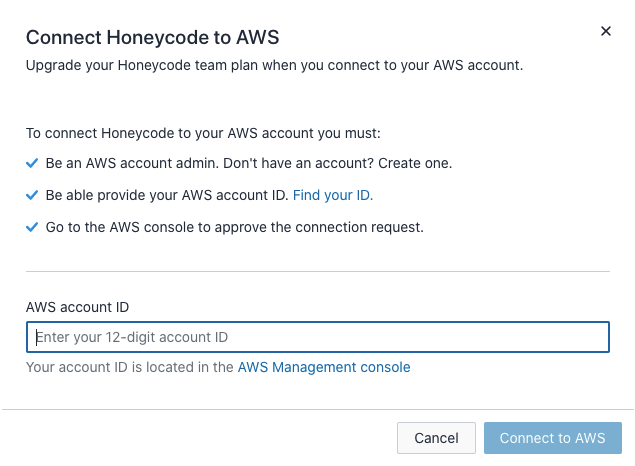 Connect Honeycode to AWS
Upgrade your Honeycode team plan when you connect to your AWS account.
To connect Honeycode to your AWS account you must:
Be an AWS account admin. Don't have an account? Create one.
Be able provide your AWS account ID. Find your ID.
Go to the AWS console to approve the connection request.
AWS account ID
Enter your 12-digit account ID
Your account ID is located in the AWS Management console
Cancel Connect to AWS